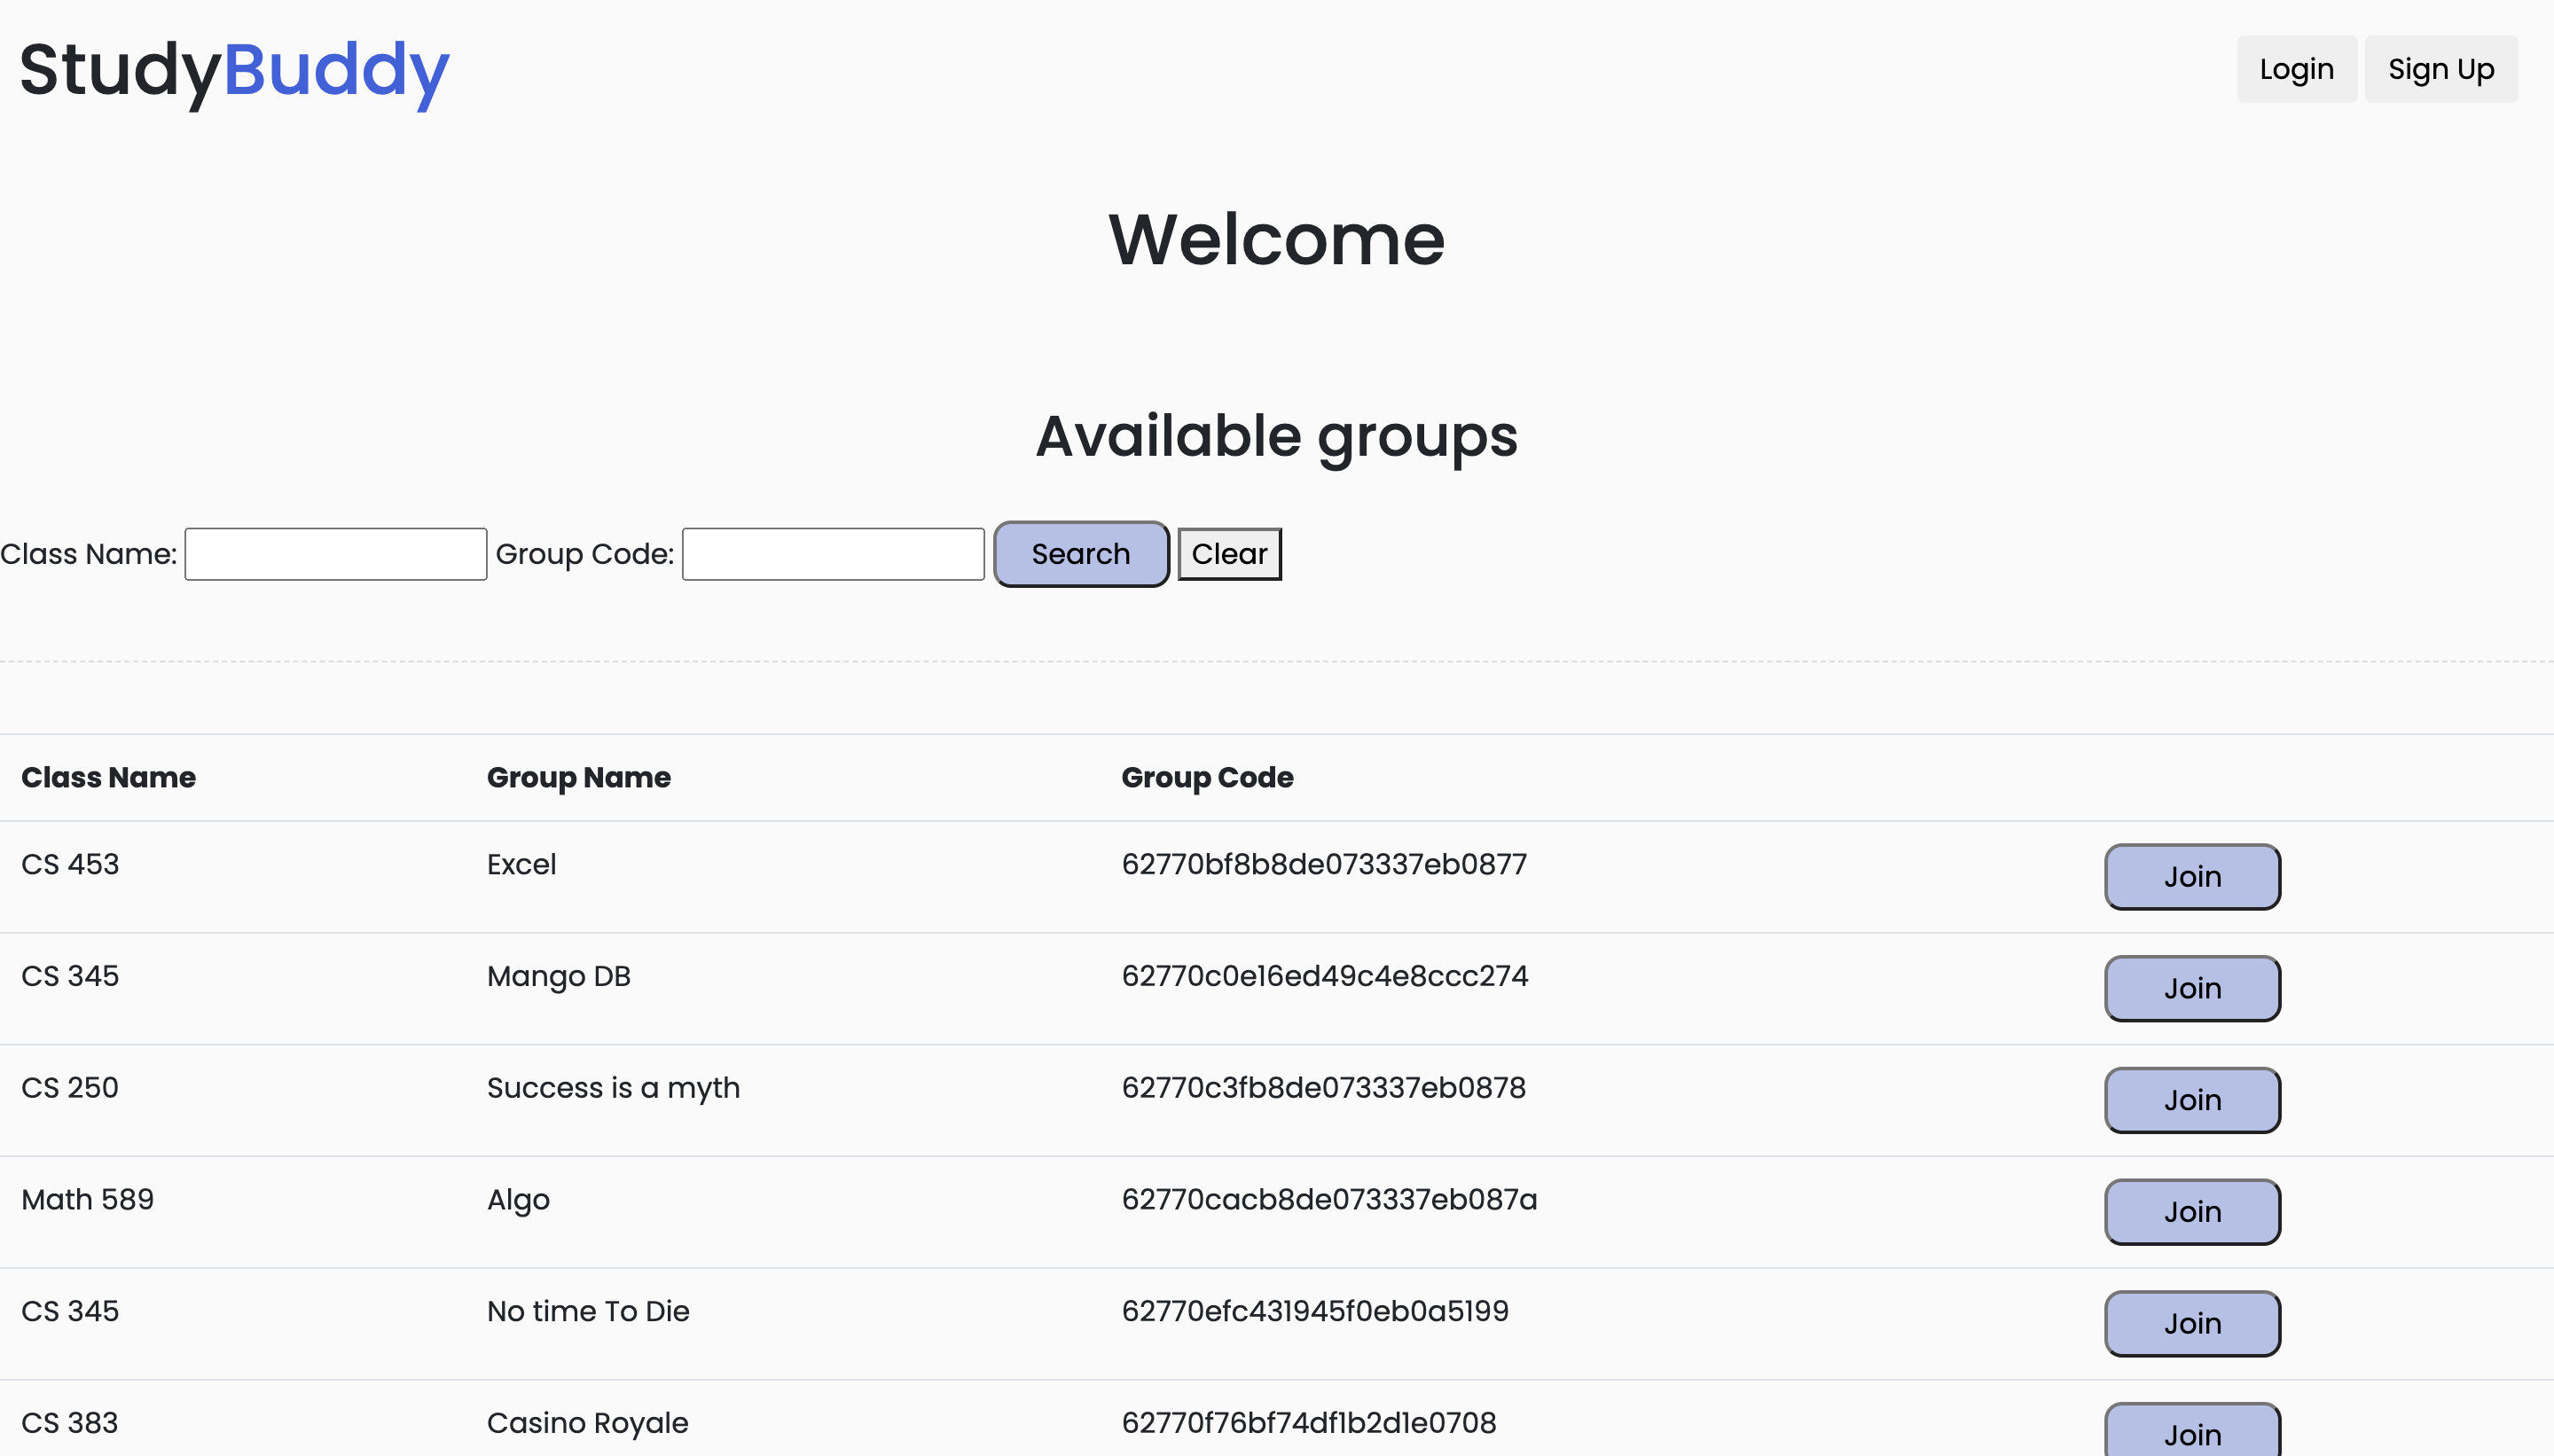 StudyBuddy Login Sign Up
Welcome
Available groups
Class Name: Group Code: Search Clear
Class Name Group Name Group Code
CS 453 Excel 62770bf8b8de073337eb0877 Join
CS 345 Mango DB 62770c0e16ed49c4e8ccc274 Join
CS 250 Success is a myth 62770c3fb8de073337eb0878 Join
Math 589 Algo 62770cacb8de073337eb087a Join
CS 345 No time To Die 62770efc431945f0eb0a5199 Join
CS 383 Casino Royale 62770f76bf74df1b2d1e0708 Join